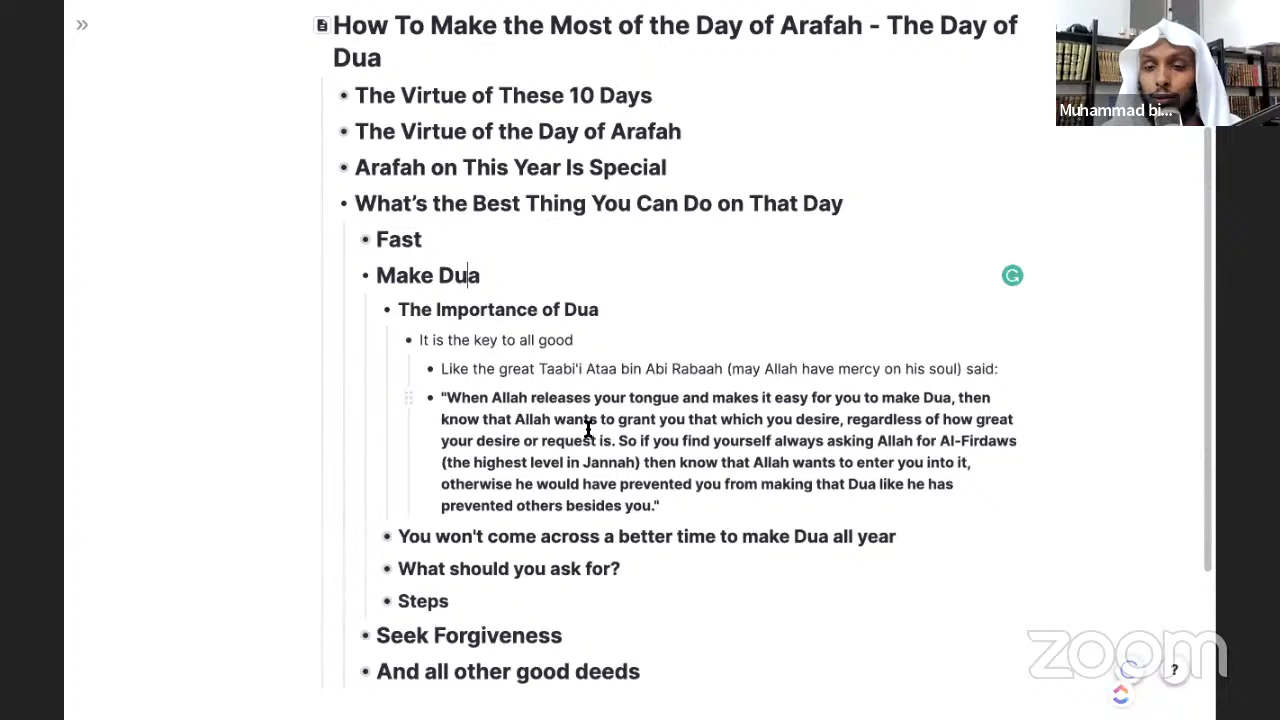 How To Make the Most of the Day of Arafah - The Day of
Dua
The Virtue of These 10 Days
The Virtue of the Day of Arafah
Arafah on This Year Is Special
What’s the Best Thing You Can Do on That Day
Fast
Make Dua
The Importance of Dua
It is the key to all good
Like the great Taabi'i Ataa bin Abi Rabaah (may Allah have mercy on his soul) said:
"When Allah releases your tongue and makes it easy for you to make Dua, then
know that Allah wants to grant you that which you desire, regardless of how great
your desire or request is. So if you find yourself always asking Allah for Al-Firdaws
(the highest level in Jannah) then know that Allah wants to enter you into it,
otherwise he would have prevented you from making that Dua like he has
prevented others besides you."
You won't come across a better time to make Dua all year
What should you ask for?
Steps
Seek Forgiveness
And all other good deeds
Muhammad bi...
zoom
?